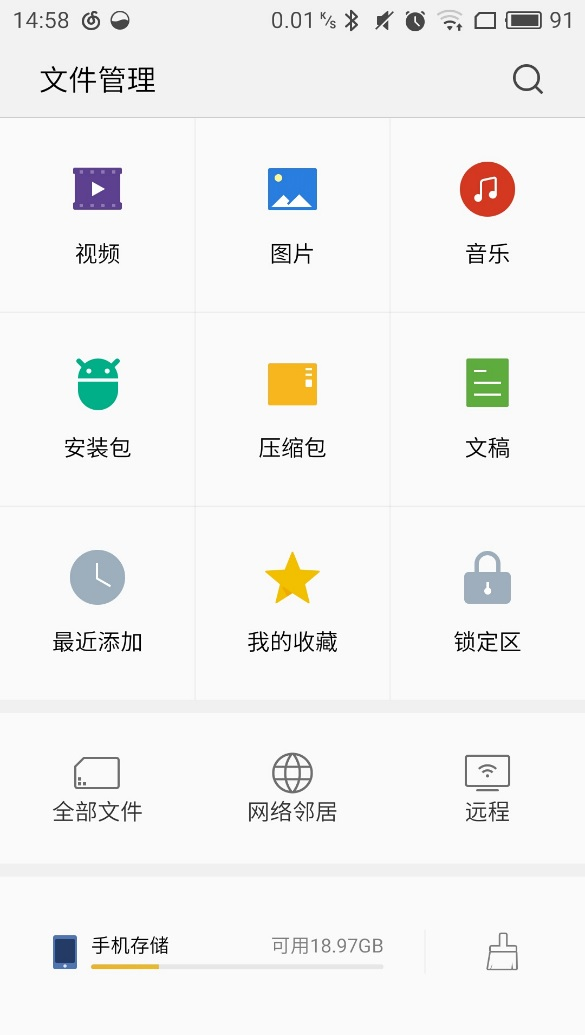 14:58 0.01 K/s 91
文件管理
视频 图片 音乐
安装包 压缩包 文稿
最近添加 我的收藏 锁定区
全部文件 网络邻居 远程
手机存储 可用18.97GB